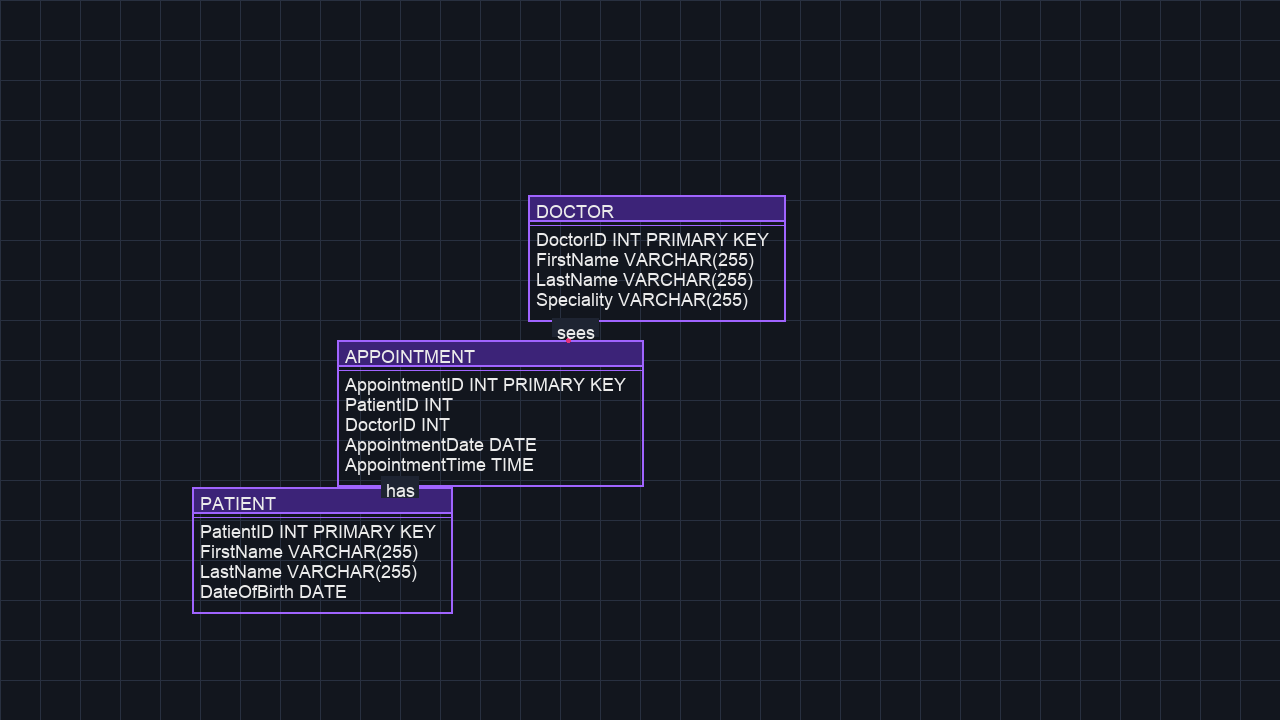 DOCTOR
DoctorID INT PRIMARY KEY
FirstName VARCHAR(255)
LastName VARCHAR(255)
Speciality VARCHAR(255)
sees
APPOINTMENT
AppointmentID INT PRIMARY KEY
PatientID INT
DoctorID INT
AppointmentDate DATE
AppointmentTime TIME
has
PATIENT
PatientID INT PRIMARY KEY
FirstName VARCHAR(255)
LastName VARCHAR(255)
DateOfBirth DATE